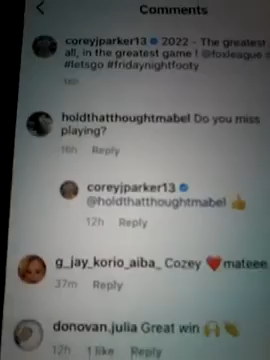 Comments
coreyjparker13 2022 - The greatest
all, in the greatest game ! @foxleague
#letsgo #fridaynightfooty
16h
holdthatthoughtmabel Do you miss
playing?
16h Reply
coreyjparker13
@holdthatthoughtmabel 👍
12h Reply
g_jay_korio_aiba_ Cozey ❤️ mateee
37m Reply
donovan.julia Great win 🙌🏈
12h 1 like Reply